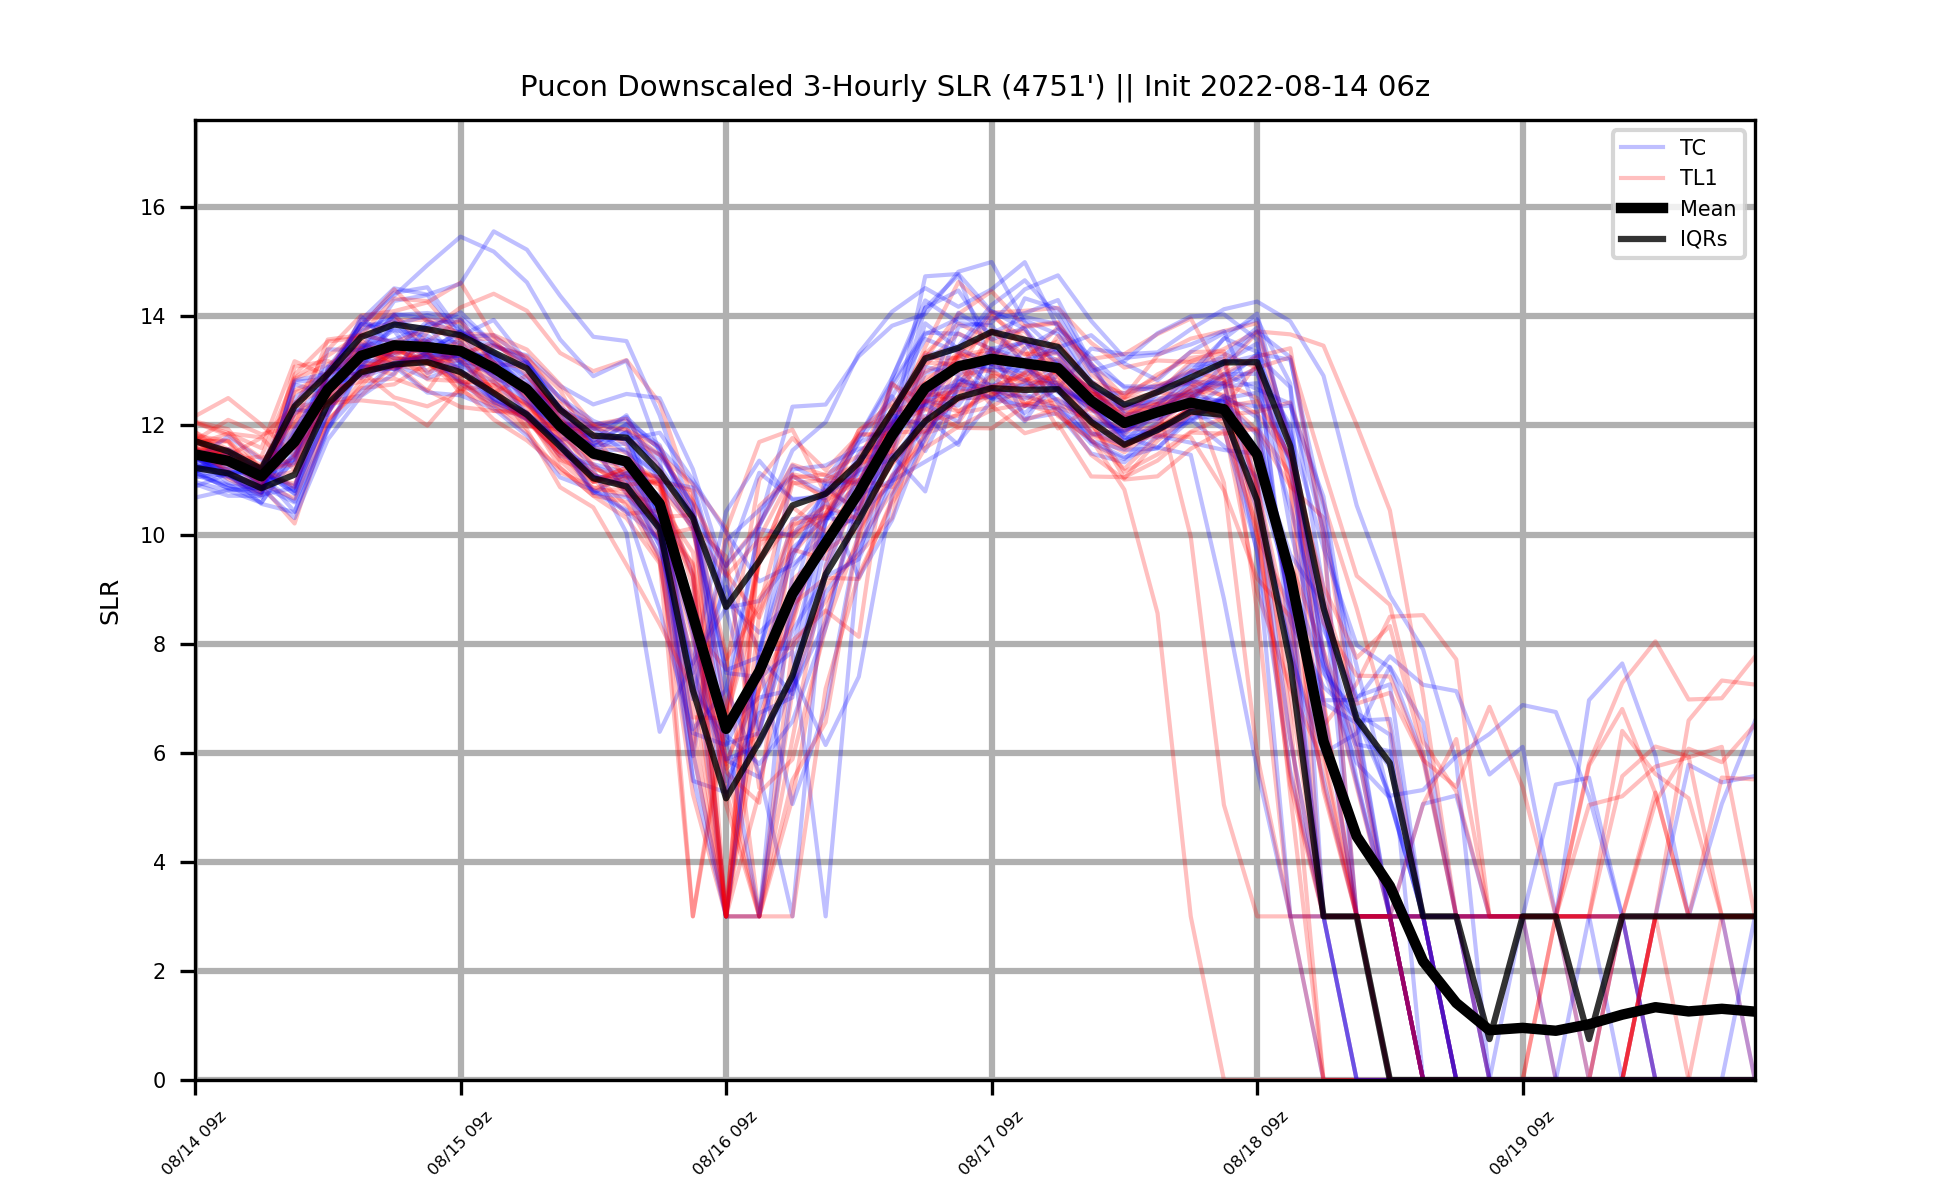 Pucon Downscaled 3-Hourly SLR (4751') || Init 2022-08-14 06z
TC
TL1
Mean
IQRs
SLR
16
14
12
10
8
6
4
2
0
08/14 09z
08/15 09z
08/16 09z
08/17 09z
08/18 09z
08/19 09z